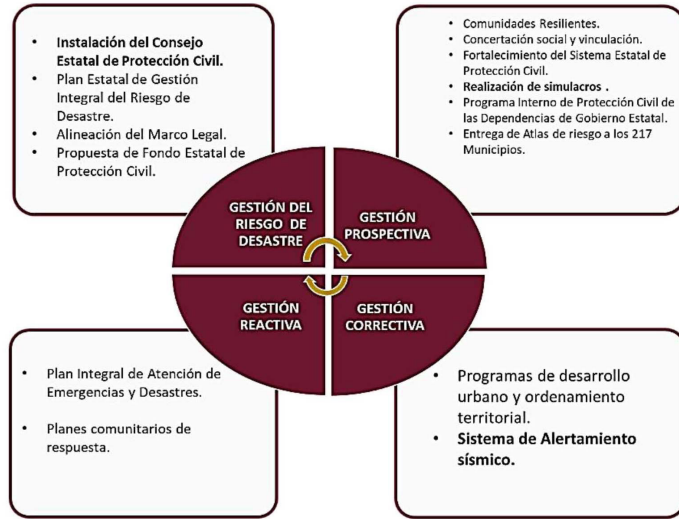 • Instalación del Consejo
Estatal de Protección Civil.
• Plan Estatal de Gestión
Integral del Riesgo de
Desastre.
• Alineación del Marco Legal.
• Propuesta de Fondo Estatal de
Protección Civil.
• Comunidades Resilientes.
• Concertación social y vinculación.
• Fortalecimiento del Sistema Estatal de
Protección Civil.
• Realización de simulacros .
• Programa Interno de Protección Civil de
las Dependencias de Gobierno Estatal.
• Entrega de Atlas de riesgo a los 217
Municipios.
GESTIÓN DEL
RIESGO DE
DESASTRE
GESTIÓN
PROSPECTIVA
GESTIÓN
REACTIVA
GESTIÓN
CORRECTIVA
• Plan Integral de Atención de
Emergencias y Desastres.
• Planes comunitarios de
respuesta.
• Programas de desarrollo
urbano y ordenamiento
territorial.
• Sistema de Alertamiento
sísmico.